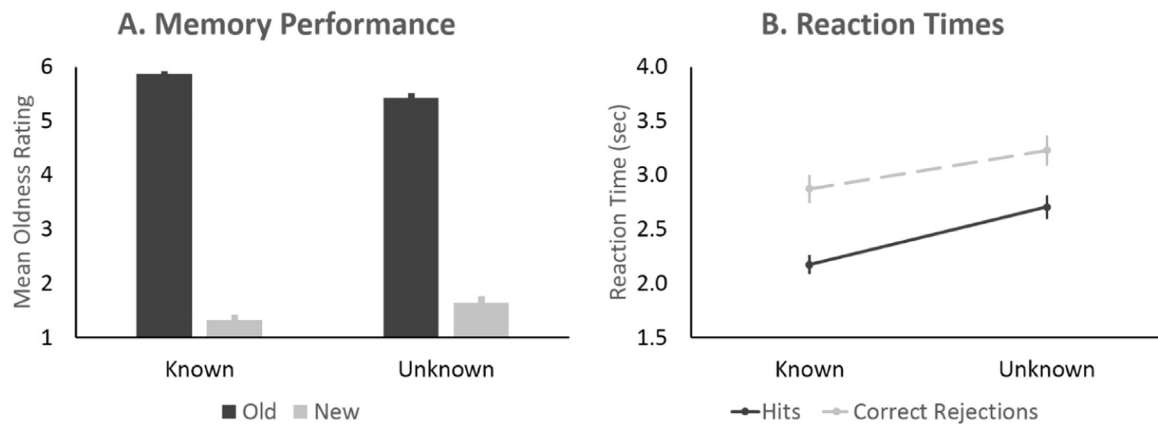 A. Memory Performance
Mean Oldness Rating
6
5
4
3
2
1
Known Unknown
Old New
B. Reaction Times
Reaction Time (sec)
4.0
3.5
3.0
2.5
2.0
1.5
Known Unknown
Hits Correct Rejections